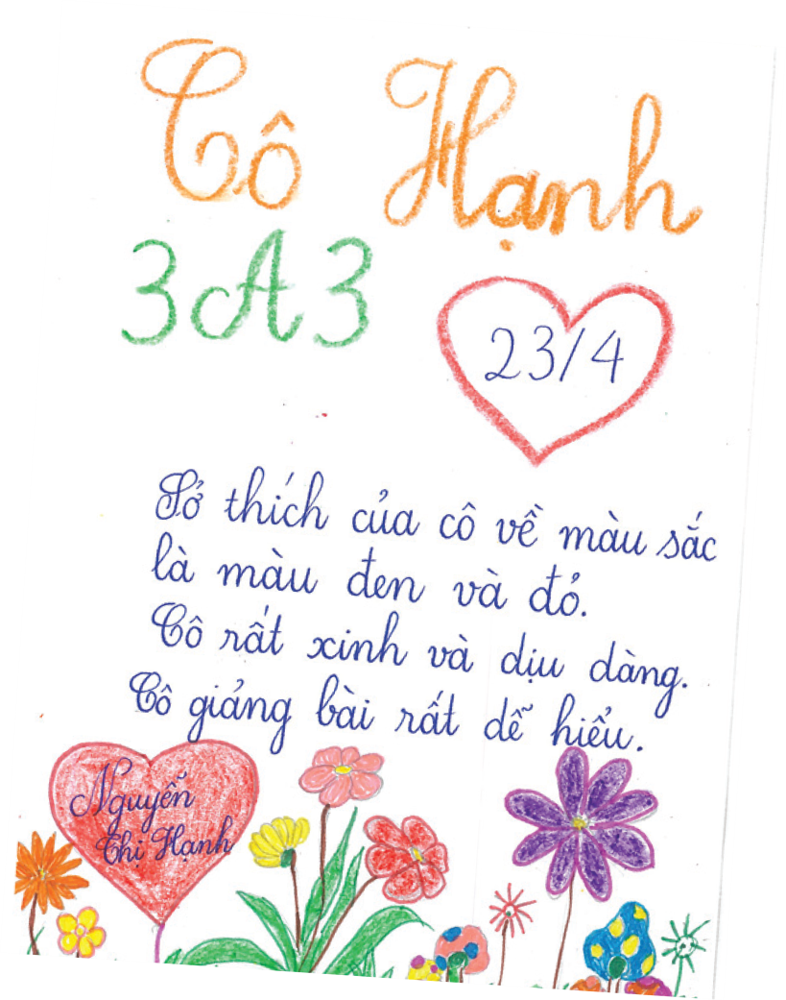 Cô Hạnh
3A3
23/4
Sở thích của cô về màu sắc
là màu đen và đỏ.
Cô rất xinh và dịu dàng.
Cô giảng bài rất dễ hiểu.
Nguyễn
Thị Hạnh